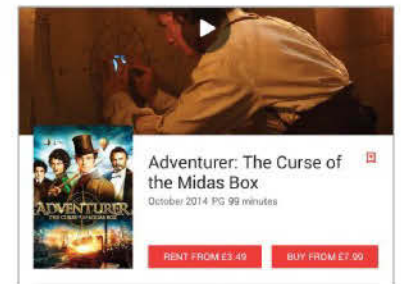 Adventurer: The Curse of
the Midas Box
October 2014 PG 99 minutes
ADVENTURER
THE CURSE OF THE MIDAS BOX
RENT FROM £3.49
BUY FROM £7.99